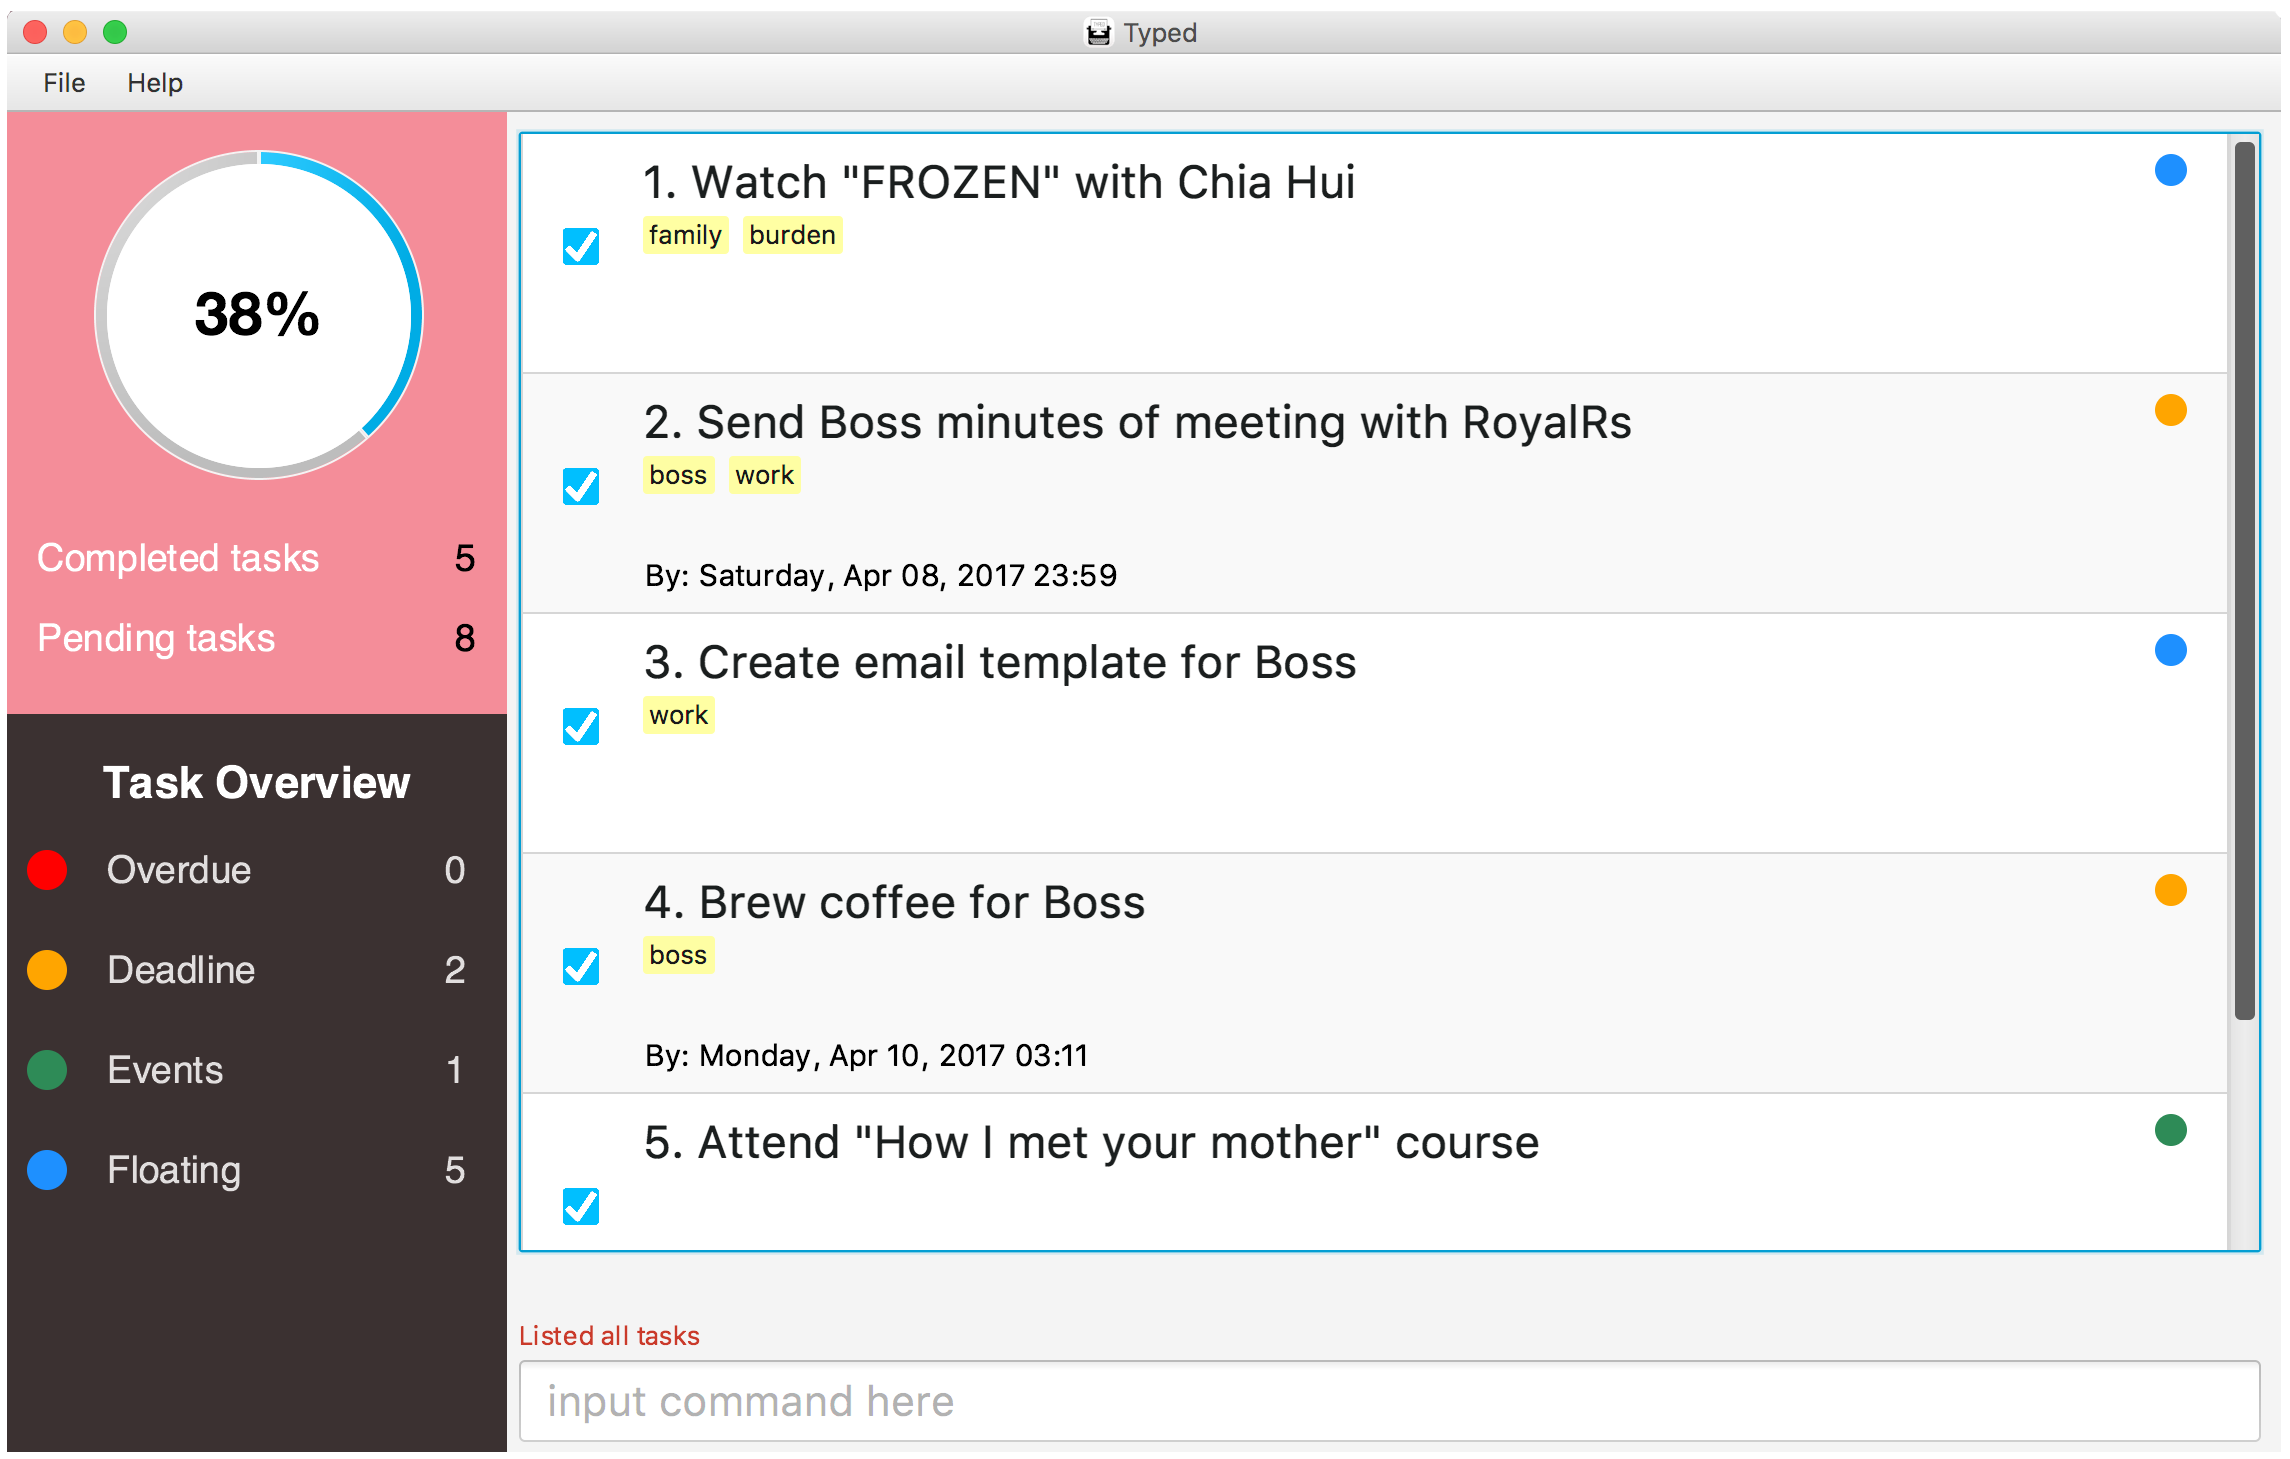 Typed
File Help
38%
Completed tasks 5
Pending tasks 8
Task Overview
Overdue 0
Deadline 2
Events 1
Floating 5
1. Watch "FROZEN" with Chia Hui
family burden
2. Send Boss minutes of meeting with RoyalRs
boss work
By: Saturday, Apr 08, 2017 23:59
3. Create email template for Boss
work
4. Brew coffee for Boss
boss
By: Monday, Apr 10, 2017 03:11
5. Attend "How I met your mother" course
Listed all tasks
input command here